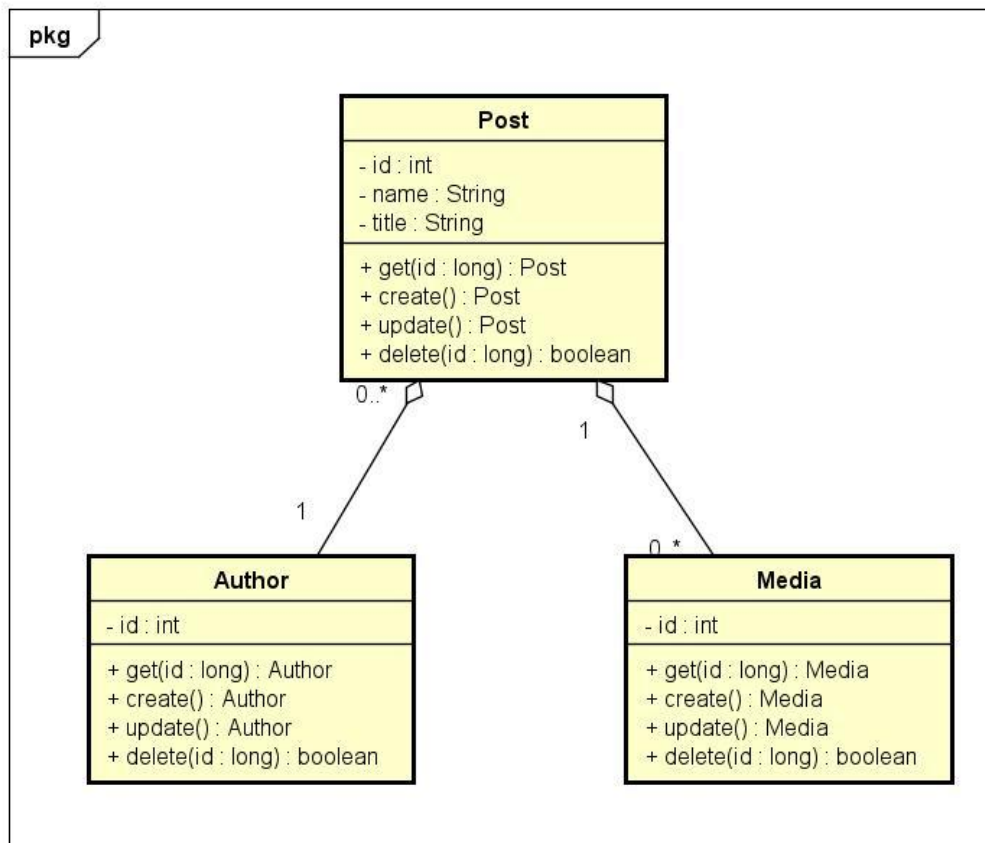 pkg
Post
- id : int
- name : String
- title : String
+ get(id : long) : Post
+ create() : Post
+ update() : Post
+ delete(id : long) : boolean
0..*
1
1
0..*
Author
- id : int
+ get(id : long) : Author
+ create() : Author
+ update() : Author
+ delete(id : long) : boolean
Media
- id : int
+ get(id : long) : Media
+ create() : Media
+ update() : Media
+ delete(id : long) : boolean